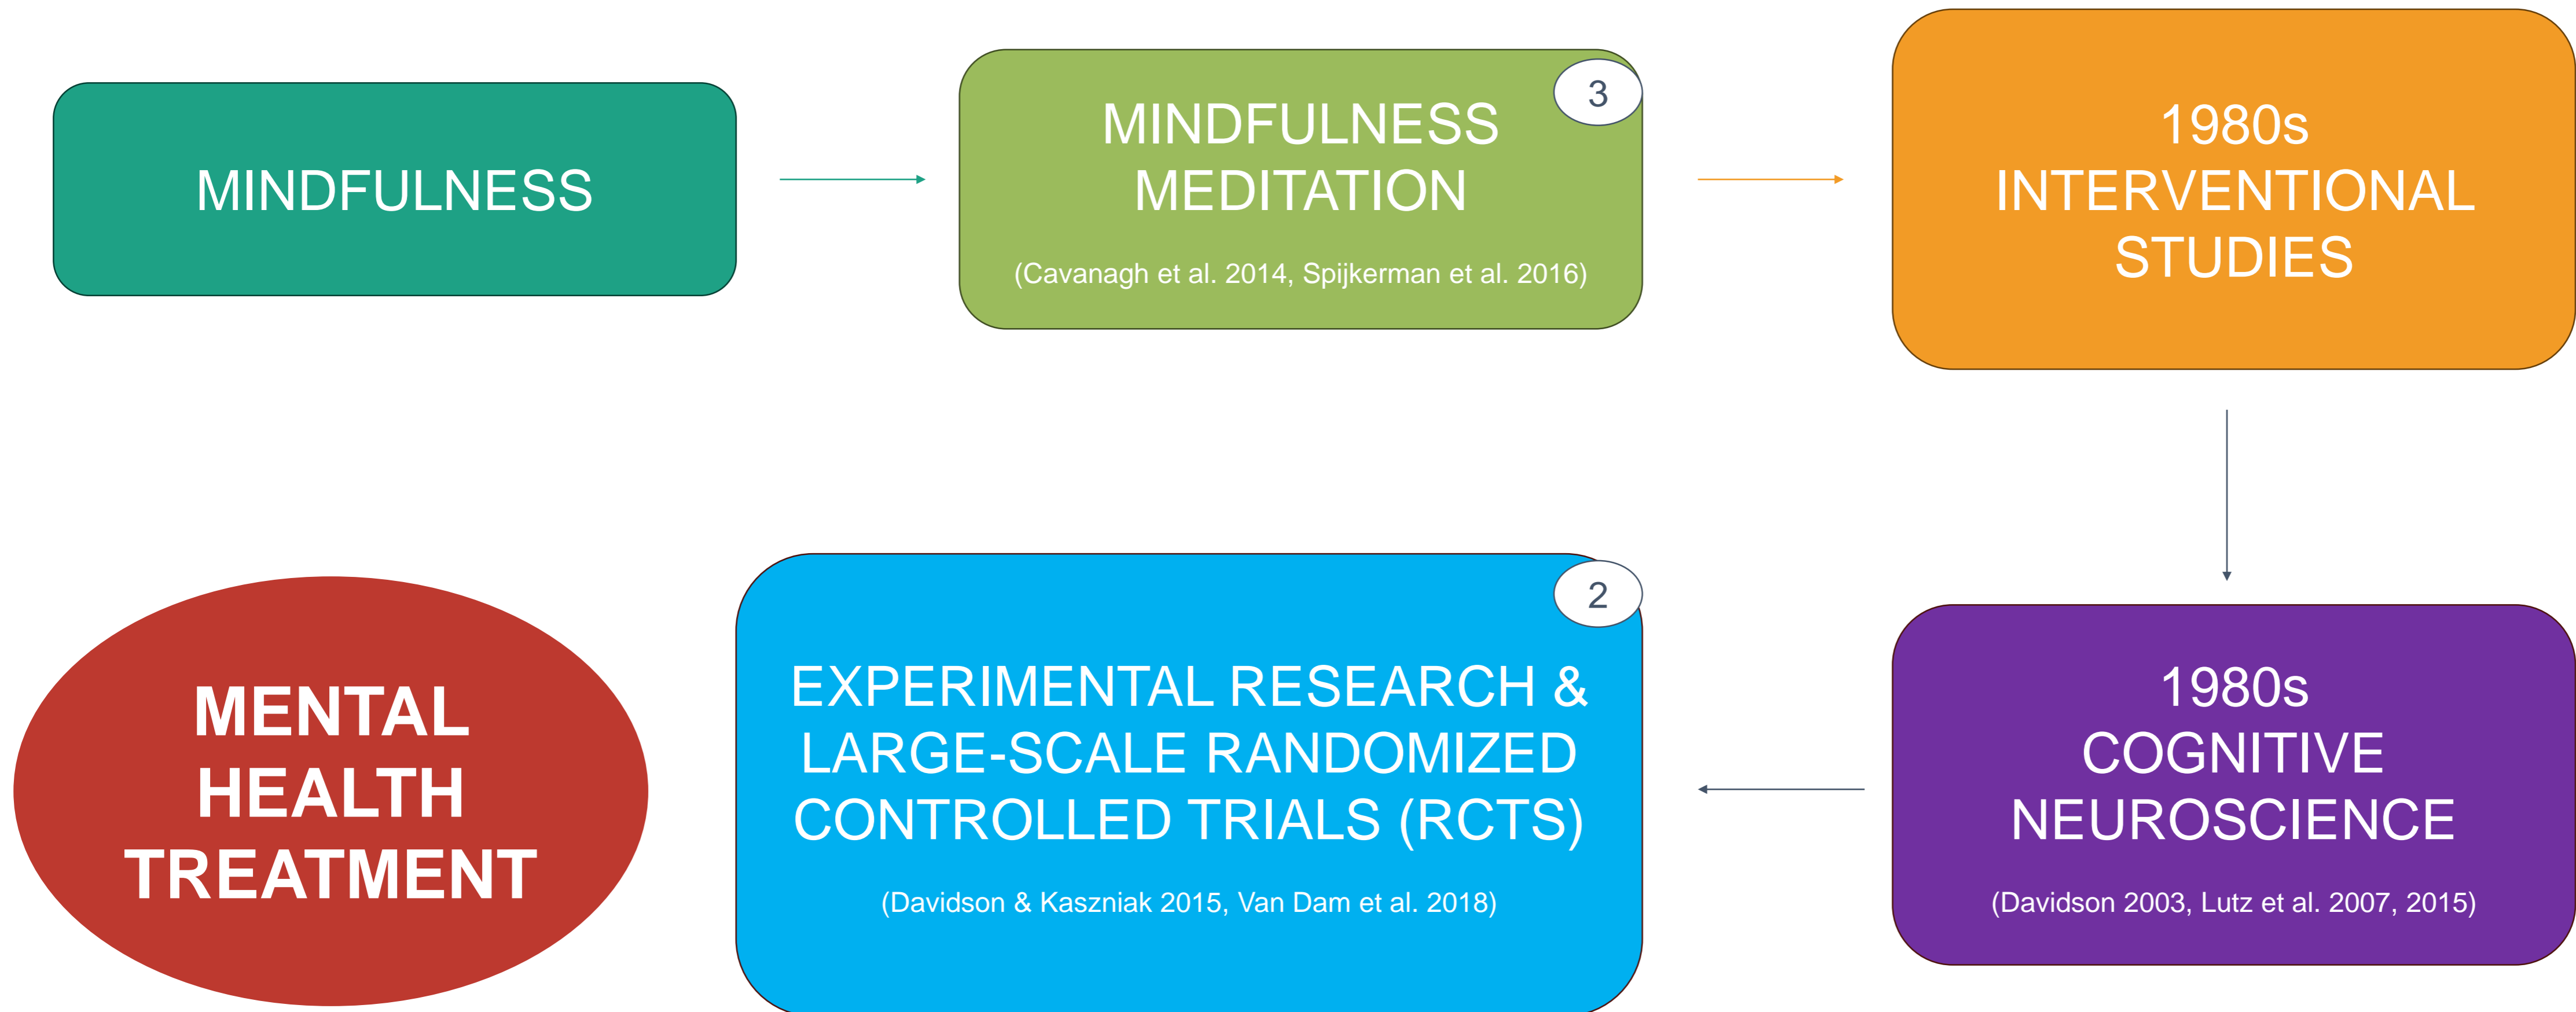 MINDFULNESS
3
MINDFULNESS
MEDITATION
(Cavanagh et al. 2014, Spijkerman et al. 2016)
1980s
INTERVENTIONAL
STUDIES
MENTAL
HEALTH
TREATMENT
2
EXPERIMENTAL RESEARCH &
LARGE-SCALE RANDOMIZED
CONTROLLED TRIALS (RCTS)
(Davidson & Kaszniak 2015, Van Dam et al. 2018)
1980s
COGNITIVE
NEUROSCIENCE
(Davidson 2003, Lutz et al. 2007, 2015)